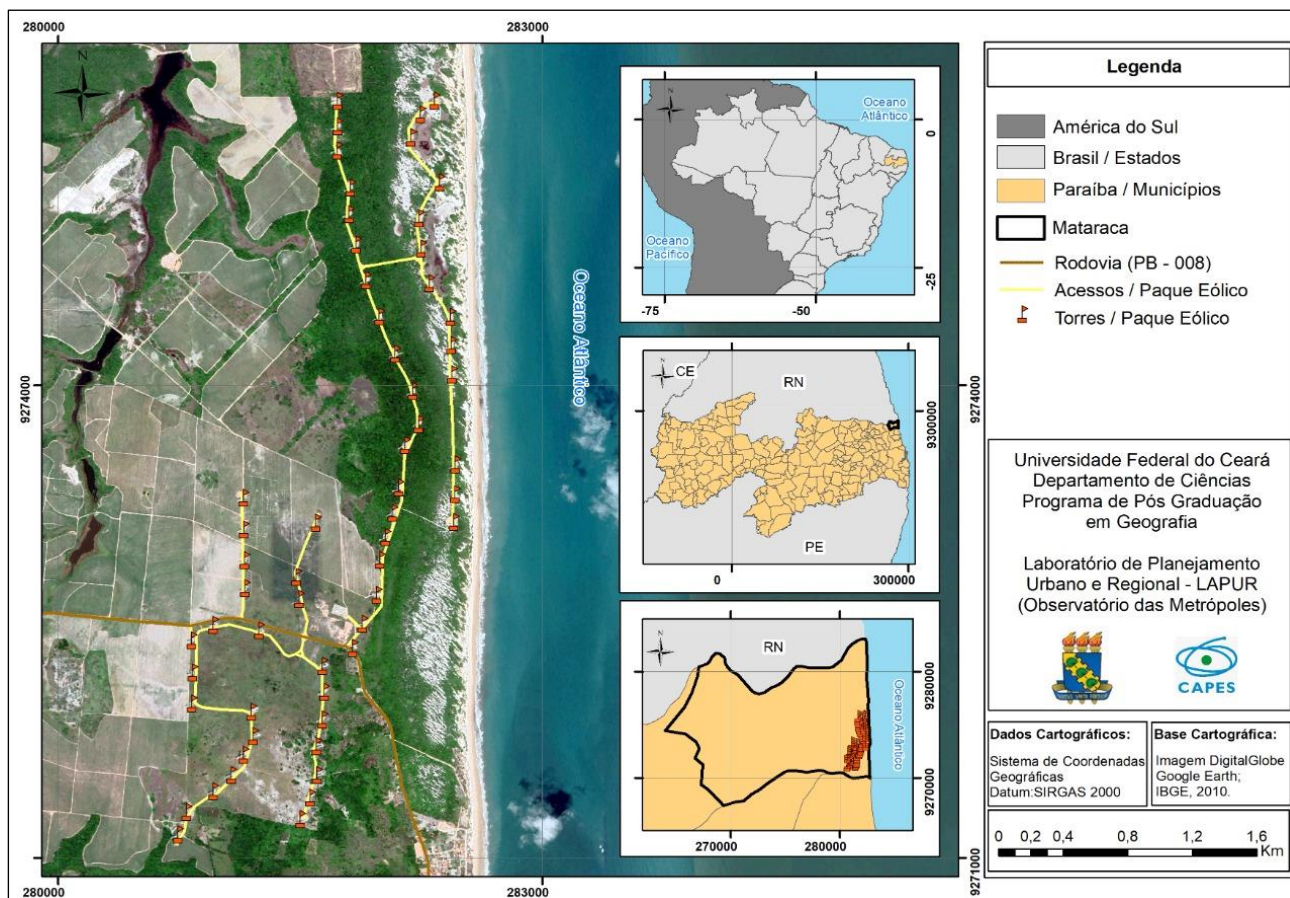 280000
283000
9274000
Oceano Atlântico
280000
283000
9274000
9271000
N
Oceano
Atlântico
Oceano
Pacífico
0
-25
-75
-50
N
CE
RN
PE
9300000
0
300000
N
RN
Oceano Atlântico
9280000
9270000
270000
280000
Legenda
América do Sul
Brasil / Estados
Paraíba / Municípios
Mataraca
Rodovia (PB - 008)
Acessos / Paque Eólico
Torres / Paque Eólico
Universidade Federal do Ceará
Departamento de Ciências
Programa de Pós Graduação
em Geografia
Laboratório de Planejamento
Urbano e Regional - LAPUR
(Observatório das Metrópoles)
CAPES
Dados Cartográficos:
Sistema de Coordenadas
Geográficas
Datum:SIRGAS 2000
Base Cartográfica:
Imagem DigitalGlobe
Google Earth;
IBGE, 2010.
0 0,2 0,4 0,8 1,2 1,6
Km